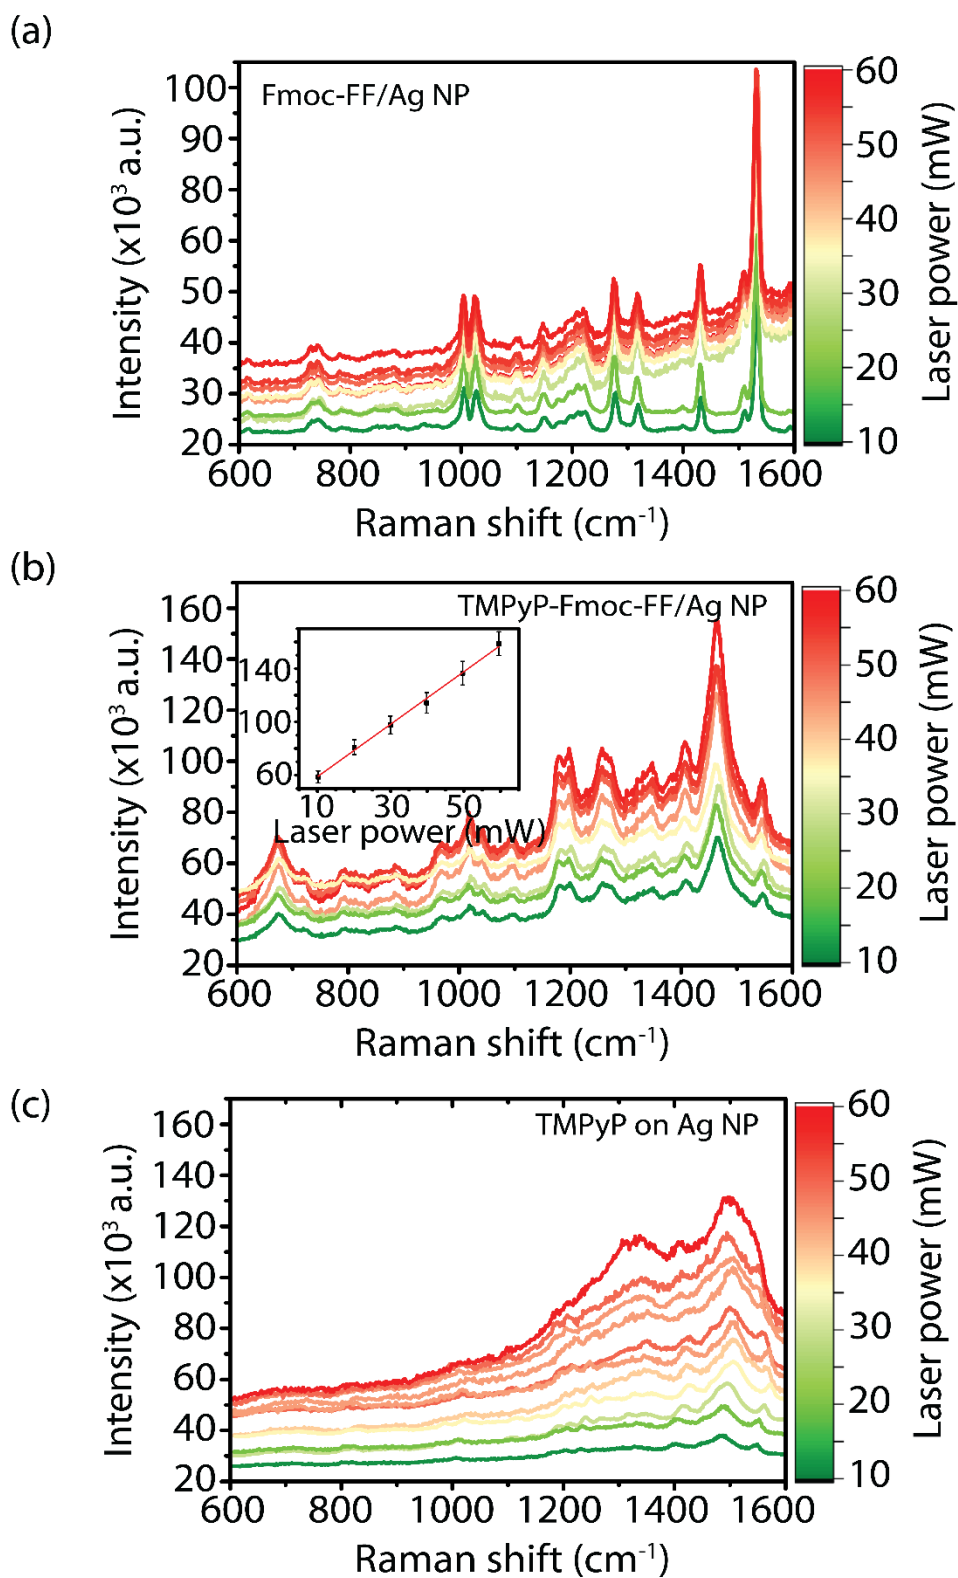 (a)
Fmoc-FF/Ag NP
Intensity (x10³ a.u.)
100
90
80
60
50
40
30
20
600 800 1000 1200 1400 1600
Raman shift (cm⁻¹)
60
50
40
30
20
10
Laser power (mW)
(b)
TMPyP-Fmoc-FF/Ag NP
Intensity (x10³ a.u.)
160
140
120
100
80
60
40
20
140
100
60
10 30 50
Laser power (mW)
600 800 1000 1200 1400 1600
Raman shift (cm⁻¹)
60
50
40
30
20
10
Laser power (mW)
(c)
TMPyP on Ag NP
Intensity (x10³ a.u.)
160
140
120
100
80
60
40
20
600 800 1000 1200 1400 1600
Raman shift (cm⁻¹)
60
50
40
30
20
10
Laser power (mW)